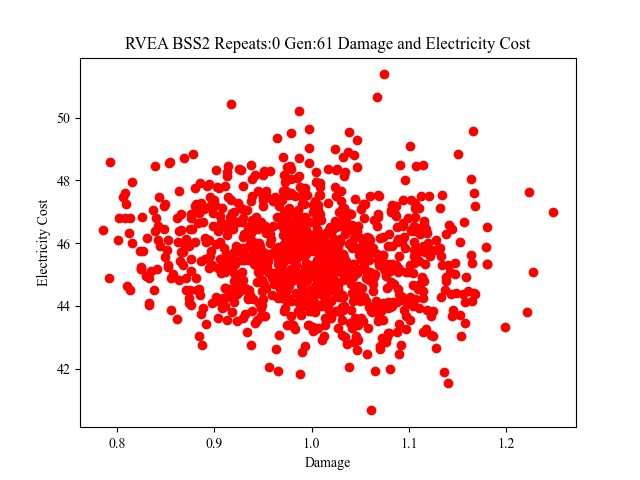 RVEA BSS2 Repeats:0 Gen:61 Damage and Electricity Cost
50
48
46
44
42
Electricity Cost
0.8 0.9 1.0 1.1 1.2
Damage